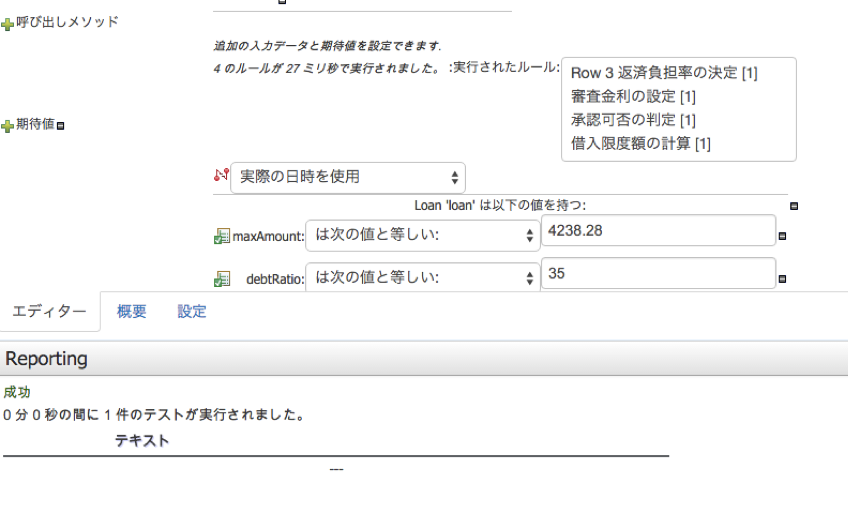 呼び出しメソッド
追加の入力データと期待値を設定できます.
4 のルールが 27 ミリ秒で実行されました。 :実行されたルール:
Row 3 返済負担率の決定 [1]
審査金利の設定 [1]
承認可否の判定 [1]
借入限度額の計算 [1]
期待値
実際の日時を使用
Loan 'loan' は以下の値を持つ:
maxAmount: は次の値と等しい: 4238.28
debtRatio: は次の値と等しい: 35
エディター 概要 設定
Reporting
成功
0 分 0 秒の間に 1 件のテストが実行されました。
テキスト
---